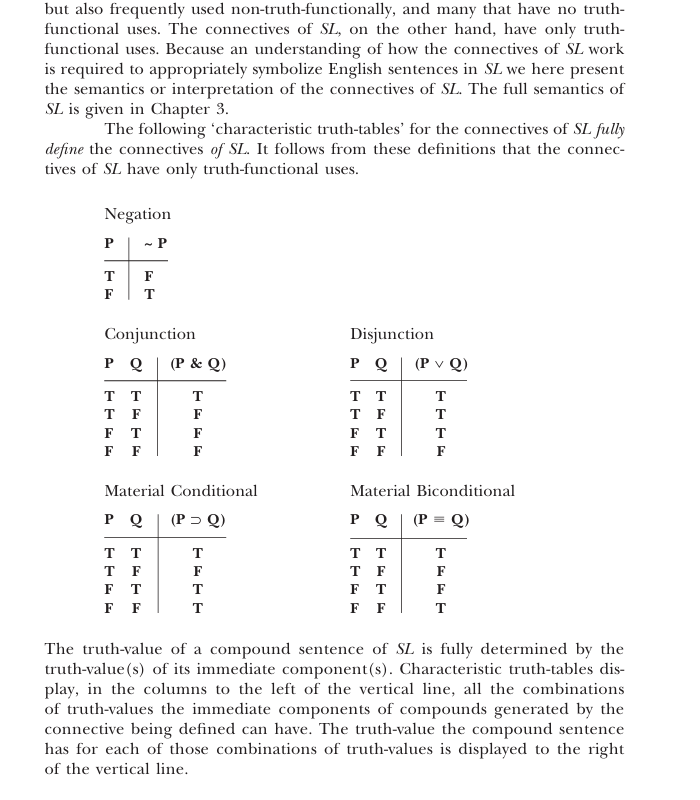 but also frequently used non-truth-functionally, and many that have no truth-
functional uses. The connectives of SL, on the other hand, have only truth-
functional uses. Because an understanding of how the connectives of SL work
is required to appropriately symbolize English sentences in SL we here present
the semantics or interpretation of the connectives of SL. The full semantics of
SL is given in Chapter 3.
The following ‘characteristic truth-tables’ for the connectives of SL fully
define the connectives of SL. It follows from these definitions that the connec-
tives of SL have only truth-functional uses.
Negation
P ~ P
T F
F T
Conjunction
P Q (P & Q)
T T T
T F F
F T F
F F F
Disjunction
P Q (P ∨ Q)
T T T
T F T
F T T
F F F
Material Conditional
P Q (P ⊃ Q)
T T T
T F F
F T T
F F T
Material Biconditional
P Q (P ≡ Q)
T T T
T F F
F T F
F F T
The truth-value of a compound sentence of SL is fully determined by the
truth-value(s) of its immediate component(s). Characteristic truth-tables dis-
play, in the columns to the left of the vertical line, all the combinations
of truth-values the immediate components of compounds generated by the
connective being defined can have. The truth-value the compound sentence
has for each of those combinations of truth-values is displayed to the right
of the vertical line.